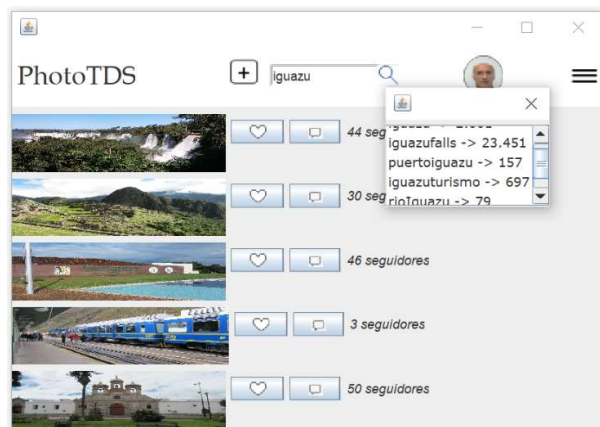 PhotoTDS
+
iguazu
44 seg
iguazufalls -> 23.451
puertoiguazu -> 157
iguazuturismo -> 697
rioIguazu -> 79
30 seg
46 seguidores
3 seguidores
50 seguidores